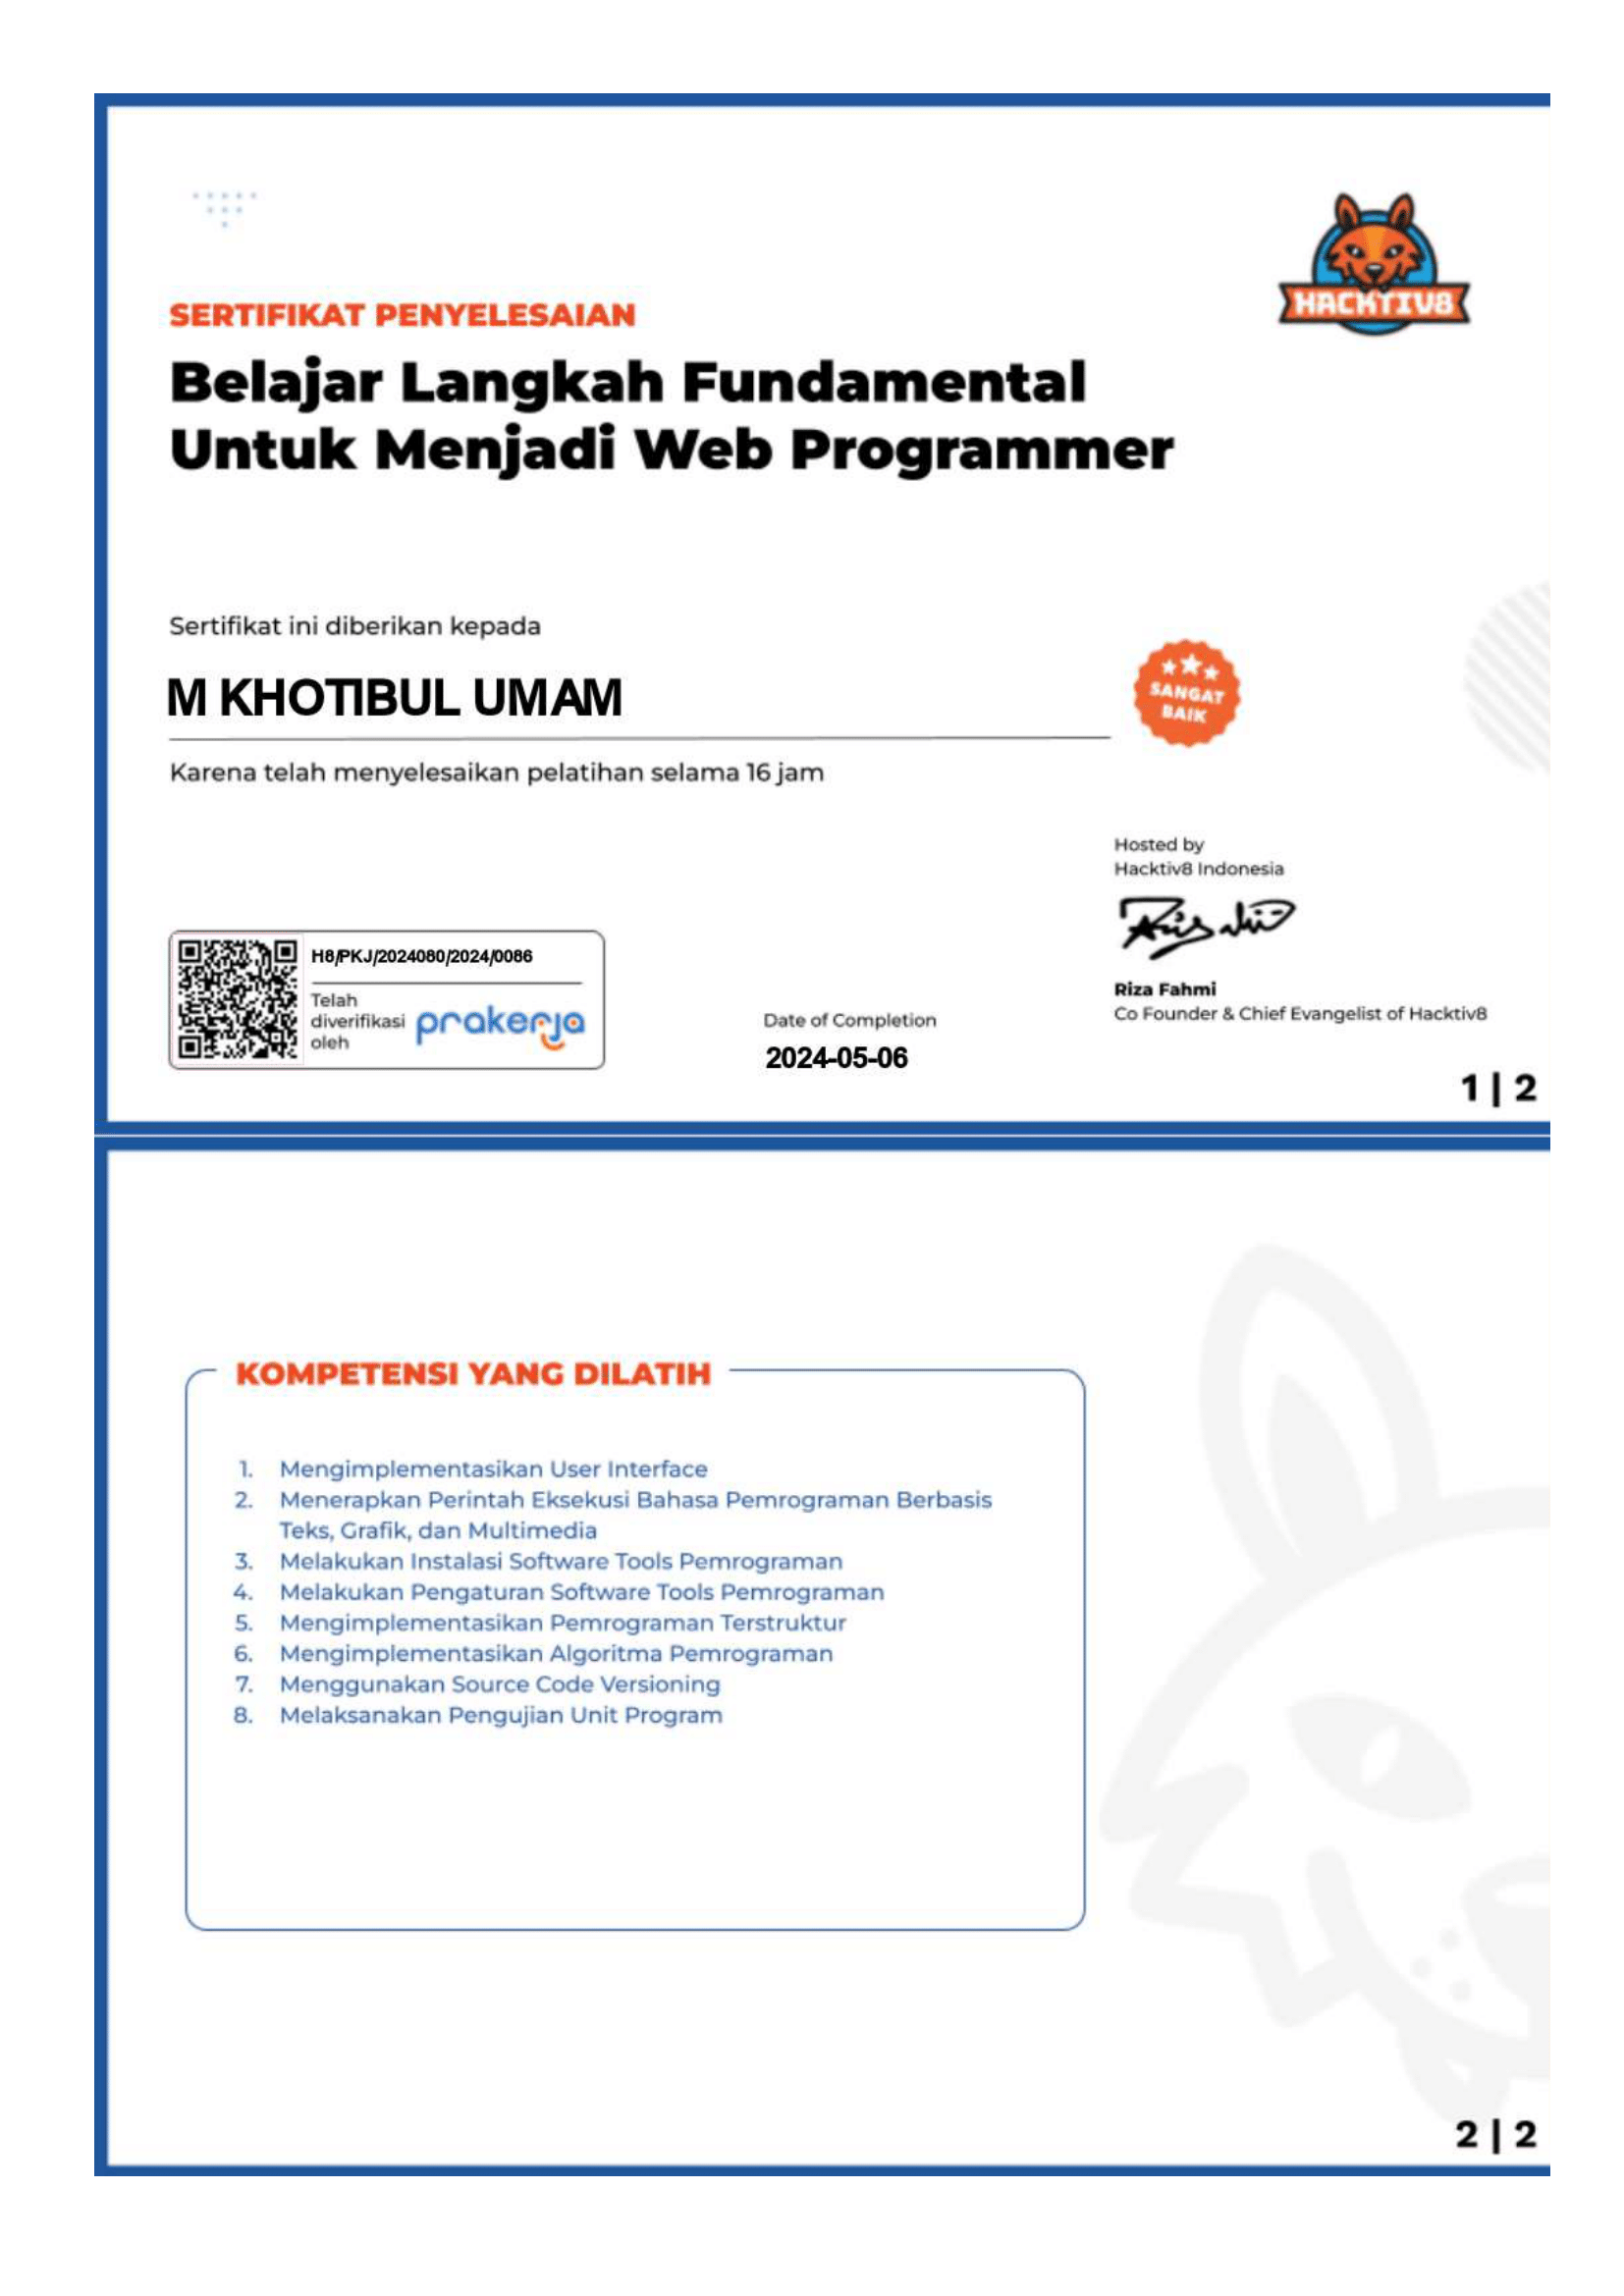 HACKTIV8
SERTIFIKAT PENYELESAIAN
Belajar Langkah Fundamental
Untuk Menjadi Web Programmer
Sertifikat ini diberikan kepada
M KHOTIBUL UMAM
SANGAT
BAIK
Karena telah menyelesaikan pelatihan selama 16 jam
Hosted by
Hacktiv8 Indonesia
Riza Fahmi
Co Founder & Chief Evangelist of Hacktiv8
H8/PKJ/2024080/2024/0086
Telah
diverifikasi
oleh
prakerja
Date of Completion
2024-05-06
1 | 2
KOMPETENSI YANG DILATIH
1. Mengimplementasikan User Interface
2. Menerapkan Perintah Eksekusi Bahasa Pemrograman Berbasis
Teks, Grafik, dan Multimedia
3. Melakukan Instalasi Software Tools Pemrograman
4. Melakukan Pengaturan Software Tools Pemrograman
5. Mengimplementasikan Pemrograman Terstruktur
6. Mengimplementasikan Algoritma Pemrograman
7. Menggunakan Source Code Versioning
8. Melaksanakan Pengujian Unit Program
2 | 2